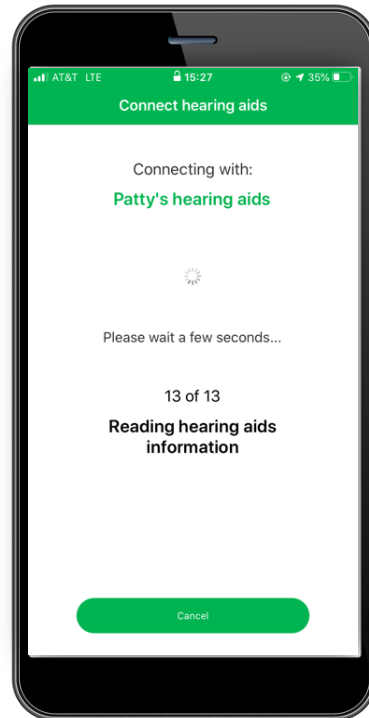 AT&T LTE 15:27 35%
Connect hearing aids
Connecting with:
Patty's hearing aids
Please wait a few seconds...
13 of 13
Reading hearing aids
information
Cancel